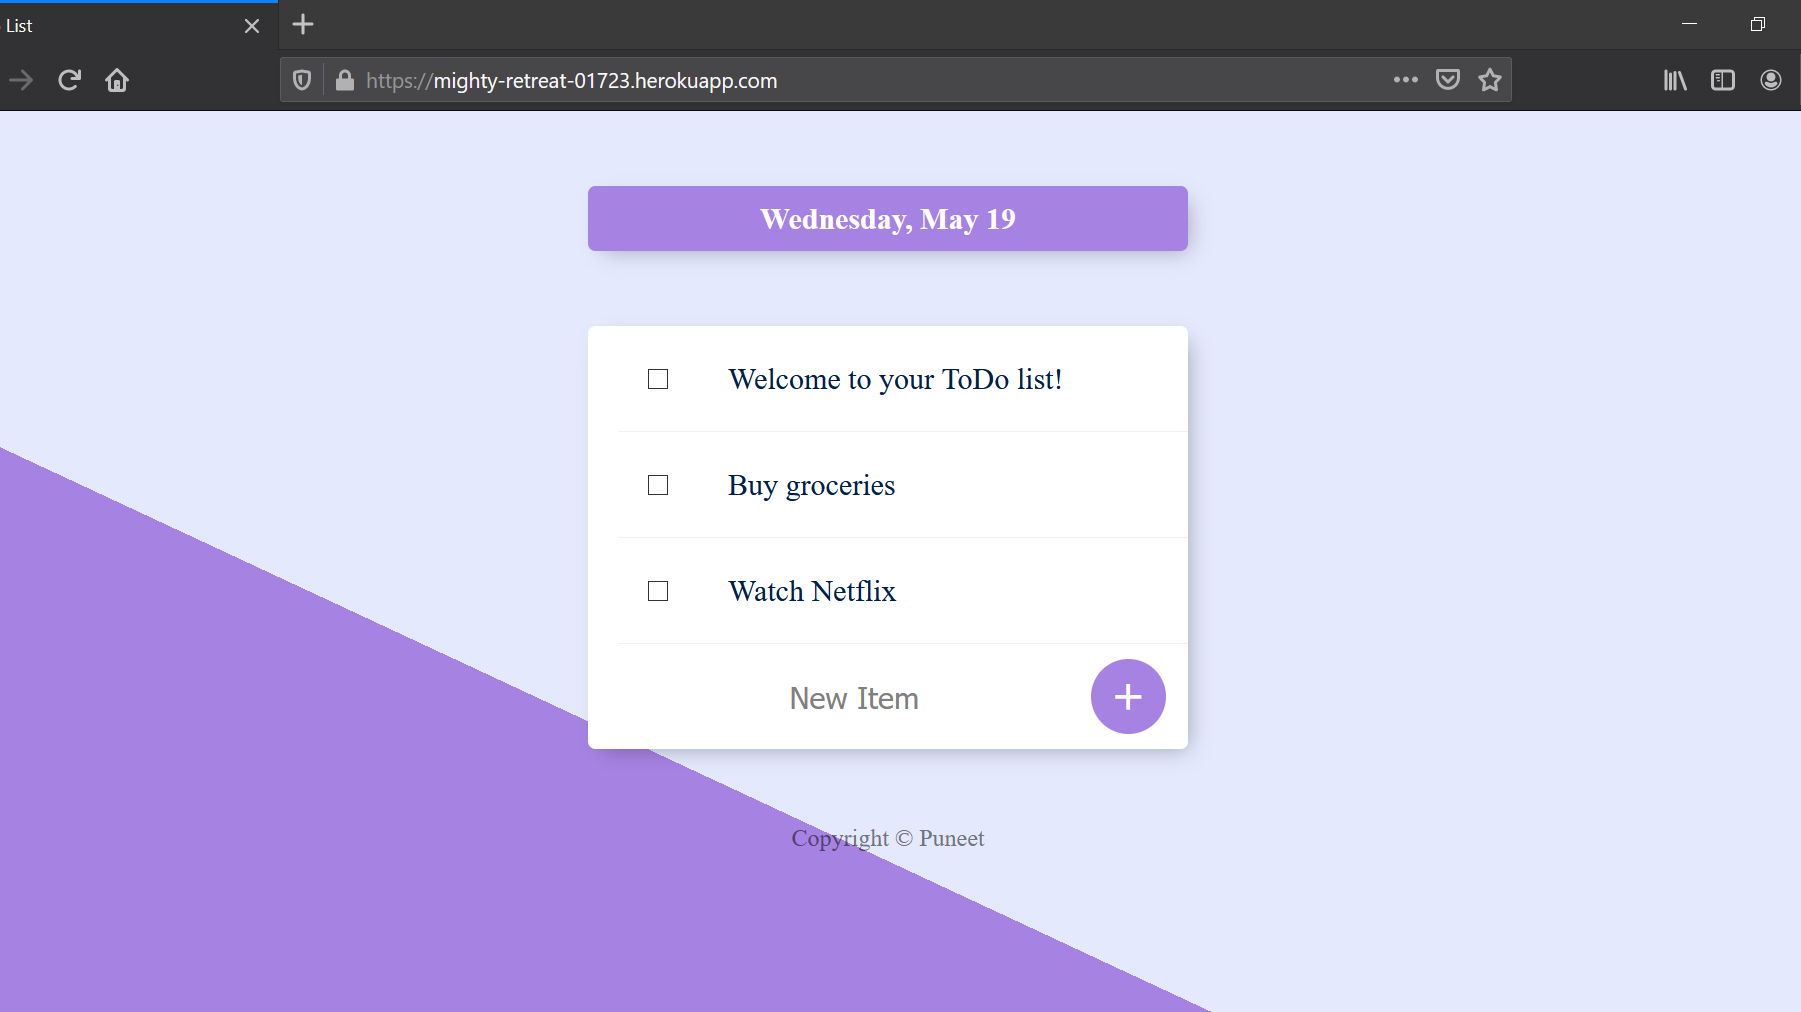 List
https://mighty-retreat-01723.herokuapp.com
Wednesday, May 19
Welcome to your ToDo list!
Buy groceries
Watch Netflix
New Item
Copyright © Puneet